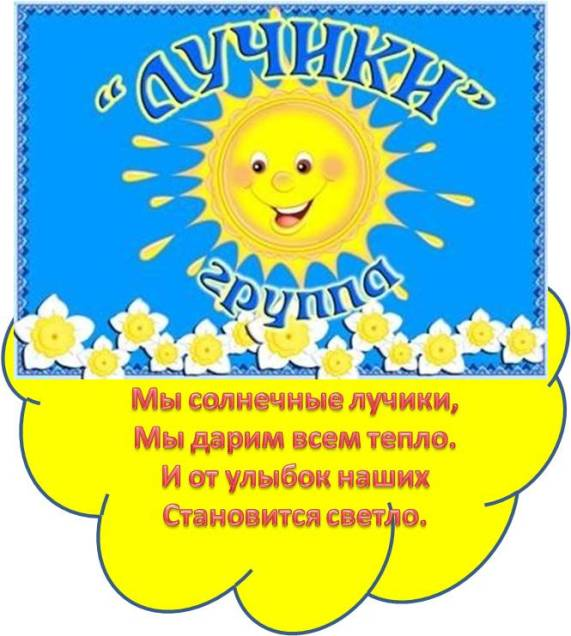 "ЛУЧИКИ"
группа
Мы солнечные лучики,
Мы дарим всем тепло.
И от улыбок наших
Становится светло.